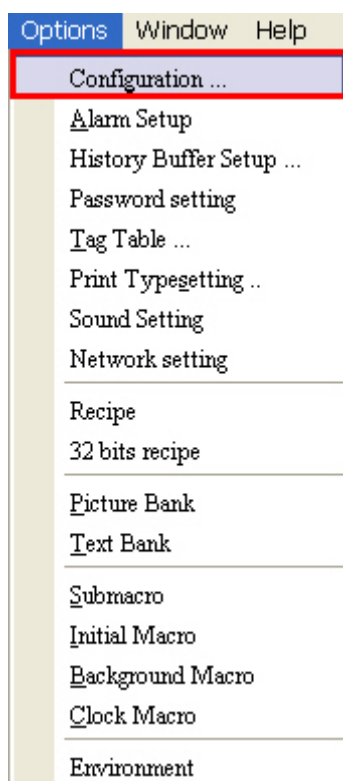 Options Window Help
Configuration ...
Alarm Setup
History Buffer Setup ...
Password setting
Tag Table ...
Print Typesetting ..
Sound Setting
Network setting
Recipe
32 bits recipe
Picture Bank
Text Bank
Submacro
Initial Macro
Background Macro
Clock Macro
Environment